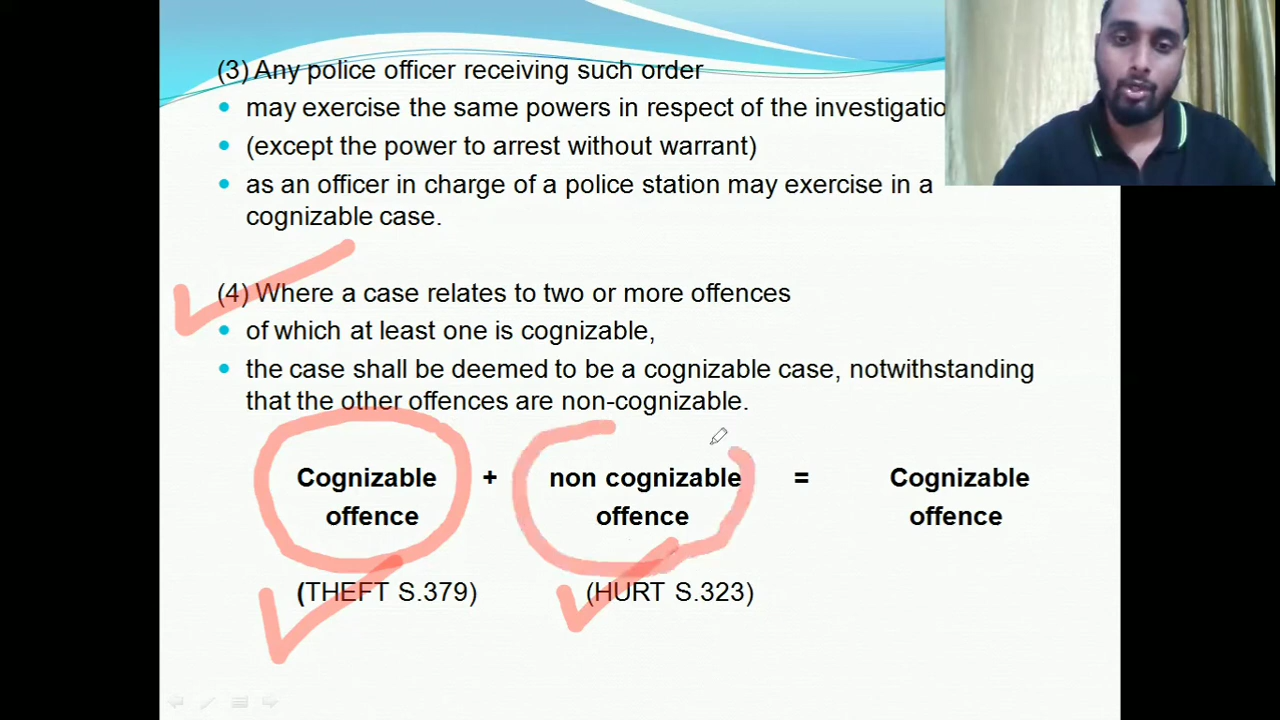 (3) Any police officer receiving such order
• may exercise the same powers in respect of the investigatio
• (except the power to arrest without warrant)
• as an officer in charge of a police station may exercise in a
cognizable case.
(4) Where a case relates to two or more offences
• of which at least one is cognizable,
• the case shall be deemed to be a cognizable case, notwithstanding
that the other offences are non-cognizable.
Cognizable + non cognizable = Cognizable
offence offence offence
(THEFT S.379) (HURT S.323)